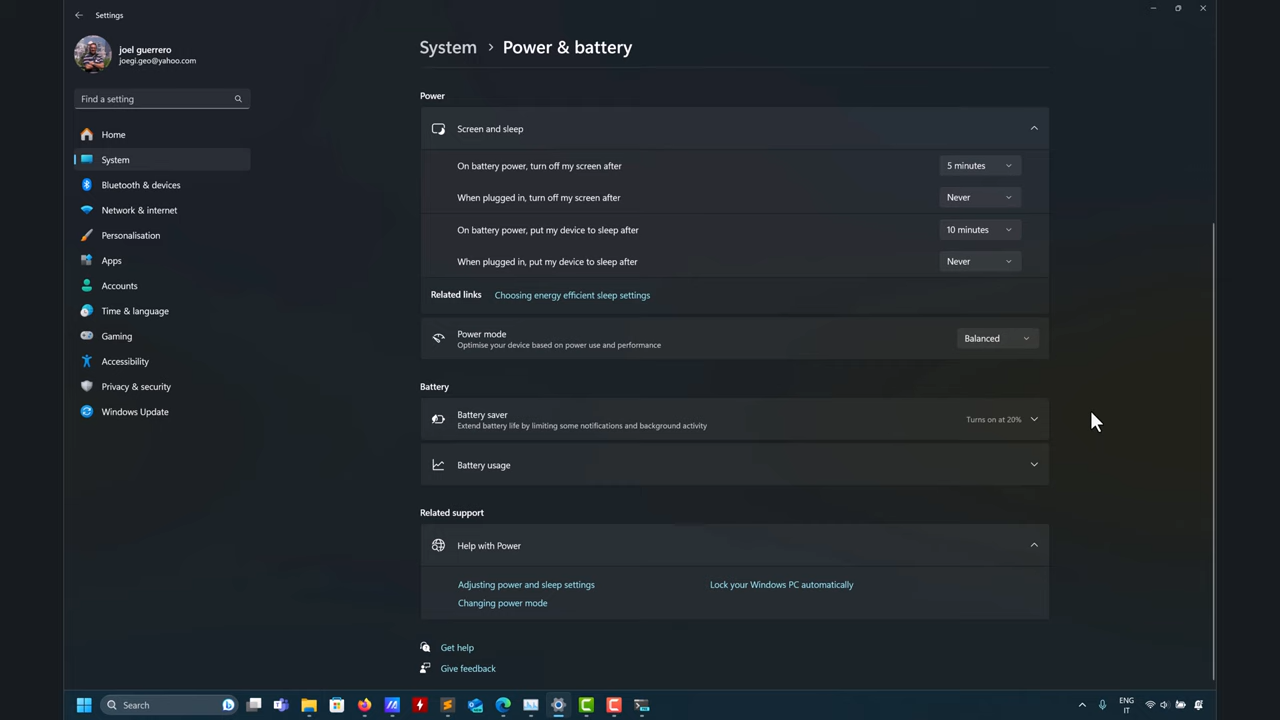 Settings
joel guerrero
joegi.geo@yahoo.com
Find a setting
Home
System
Bluetooth & devices
Network & internet
Personalisation
Apps
Accounts
Time & language
Gaming
Accessibility
Privacy & security
Windows Update
System › Power & battery
Power
Screen and sleep
On battery power, turn off my screen after 5 minutes
When plugged in, turn off my screen after Never
On battery power, put my device to sleep after 10 minutes
When plugged in, put my device to sleep after Never
Related links Choosing energy efficient sleep settings
Power mode
Optimise your device based on power use and performance
Balanced
Battery
Battery saver
Extend battery life by limiting some notifications and background activity
Turns on at 20%
Battery usage
Related support
Help with Power
Adjusting power and sleep settings Lock your Windows PC automatically
Changing power mode
Get help
Give feedback
Search
ENG
IT